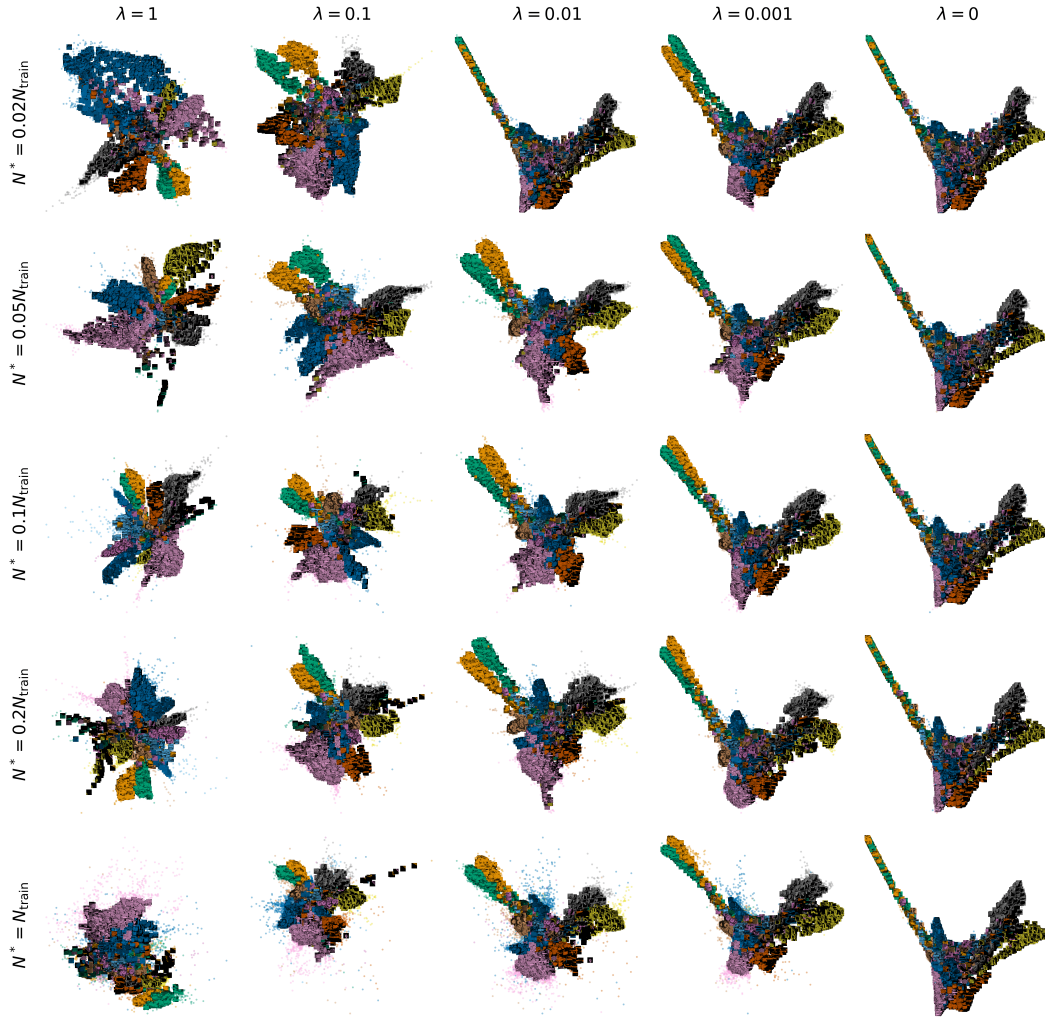 λ = 1 λ = 0.1 λ = 0.01 λ = 0.001 λ = 0
N* = 0.02N_train
N* = 0.05N_train
N* = 0.1N_train
N* = 0.2N_train
N* = N_train